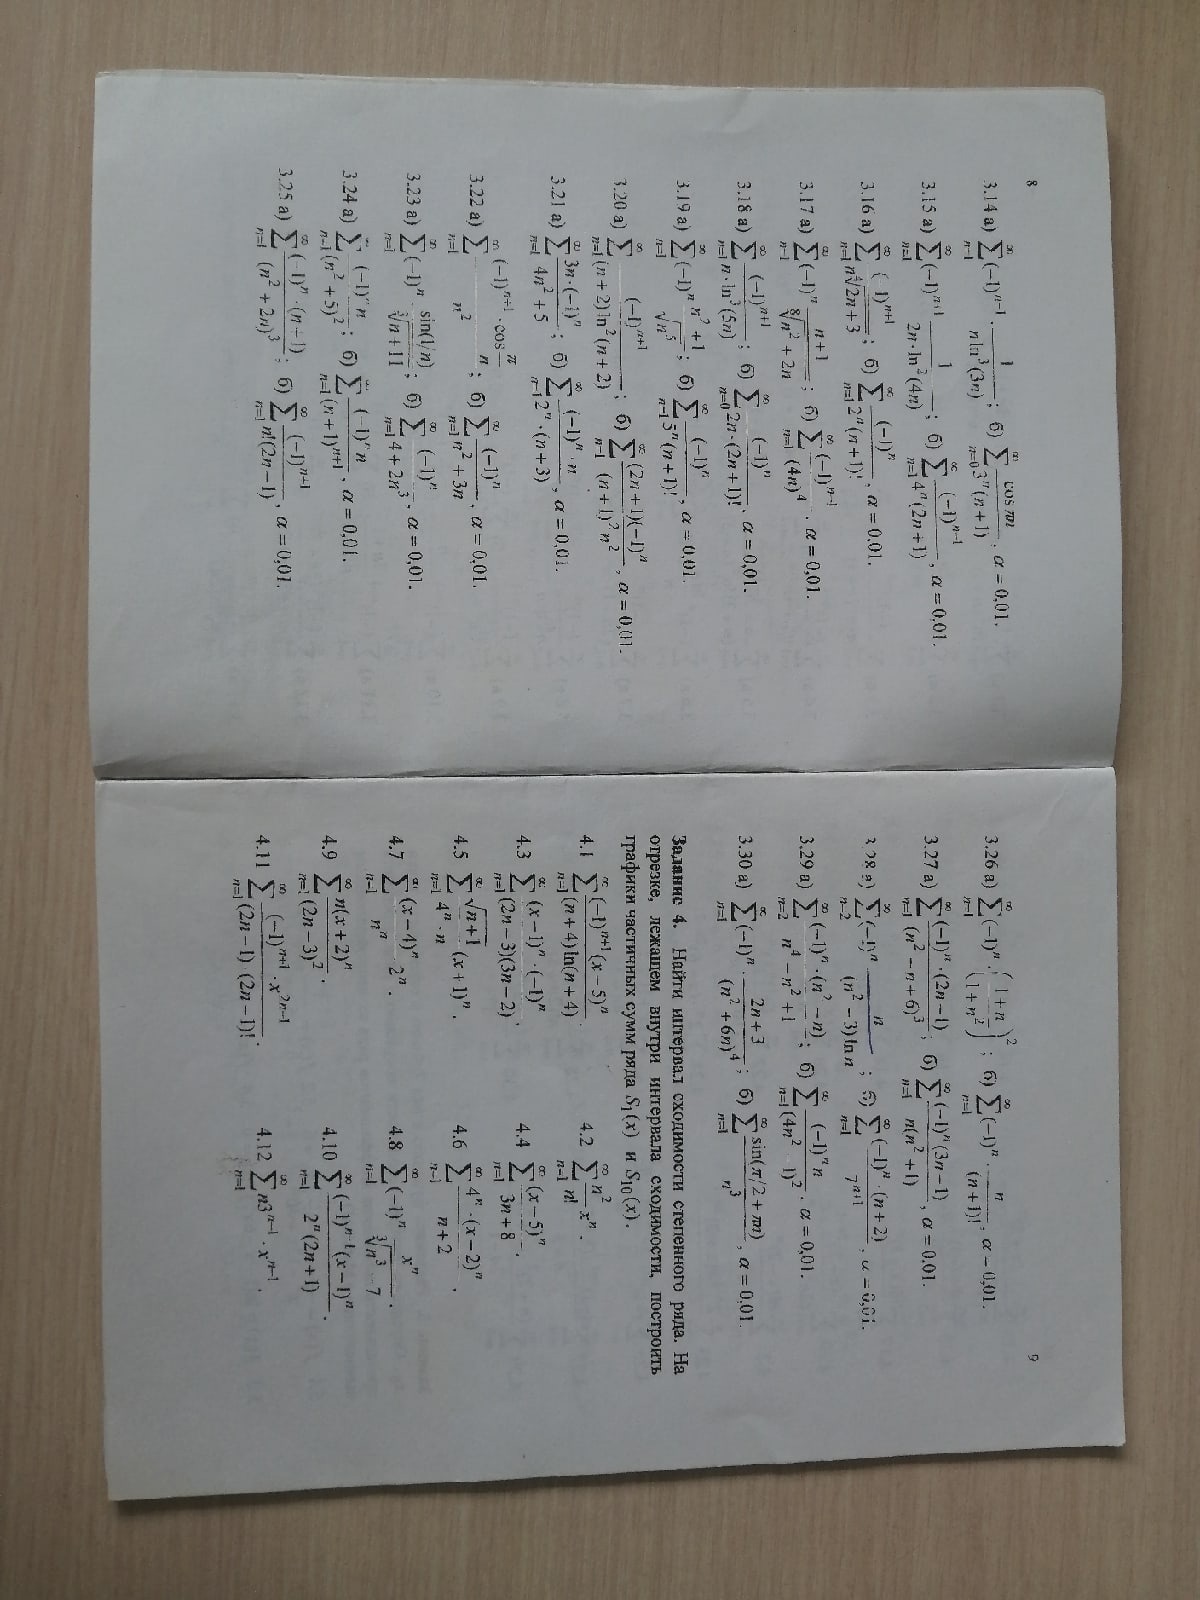 8
3.14 а) \sum_{n=1}^{\infty}(-1)^{n-1}\cdot\frac{1}{n\ln^3(3n)}; б) \sum_{n=0}^{\infty}\frac{\cos \pi n}{3^n(n+1)}, α = 0,01.
3.15 а) \sum_{n=1}^{\infty}(-1)^{n+1}\frac{1}{2n\cdot\ln^2(4n)}; б) \sum_{n=1}^{\infty}\frac{(-1)^{n-1}}{4^n(2n+1)}, α = 0,01.
3.16 а) \sum_{n=1}^{\infty}\frac{(-1)^{n+1}}{n\sqrt[4]{2n+3}}; б) \sum_{n=1}^{\infty}\frac{(-1)^n}{2^n(n+1)!}, α = 0,01.
3.17 а) \sum_{n=1}^{\infty}(-1)^n\frac{n+1}{\sqrt[8]{n^2+2n}}; б) \sum_{n=1}^{\infty}\frac{(-1)^{n-1}}{(4n)^4}, α = 0,01.
3.18 а) \sum_{n=1}^{\infty}\frac{(-1)^{n+1}}{n\cdot\ln^3(5n)}; б) \sum_{n=0}^{\infty}\frac{(-1)^n}{2n\cdot(2n+1)!}, α = 0,01.
3.19 а) \sum_{n=1}^{\infty}(-1)^n\frac{n^2+1}{\sqrt{n^5}}; б) \sum_{n=1}^{\infty}\frac{(-1)^n}{5^n(n+1)!}, α = 0,01.
3.20 а) \sum_{n=1}^{\infty}\frac{(-1)^{n+1}}{(n+2)\ln^2(n+2)}; б) \sum_{n=1}^{\infty}\frac{(2n+1)(-1)^n}{(n+1)^2n^2}, α = 0,01.
3.21 а) \sum_{n=1}^{\infty}\frac{3n\cdot(-1)^n}{4n^2+5}; б) \sum_{n=1}^{\infty}\frac{(-1)^n\cdot n}{2^n\cdot(n+3)}, α = 0,01.
3.22 а) \sum_{n=1}^{\infty}\frac{(-1)^{n+1}\cdot\cos\frac{\pi}{n}}{n^2}; б) \sum_{n=1}^{\infty}\frac{(-1)^n}{n^2+3n}, α = 0,01.
3.23 а) \sum_{n=1}^{\infty}(-1)^n\cdot\frac{\sin(1/n)}{\sqrt[3]{n+11}}; б) \sum_{n=1}^{\infty}\frac{(-1)^n}{4+2n^3}, α = 0,01.
3.24 а) \sum_{n=1}^{\infty}\frac{(-1)^n n}{(n^2+5)^2}; б) \sum_{n=1}^{\infty}\frac{(-1)^n n}{(n+1)^{n+1}}, α = 0,01.
3.25 а) \sum_{n=1}^{\infty}\frac{(-1)^n\cdot(n+1)}{(n^2+2n)^3}; б) \sum_{n=1}^{\infty}\frac{(-1)^{n+1}}{n!(2n-1)}, α = 0,01.
9
3.26 а) \sum_{n=1}^{\infty}(-1)^n\cdot\left(\frac{1+n}{1+n^2}\right)^2; б) \sum_{n=1}^{\infty}(-1)^n\cdot\frac{n}{(n+1)!}, α = 0,01.
3.27 а) \sum_{n=1}^{\infty}\frac{(-1)^n\cdot(2n-1)}{(n^2-n+6)^3}; б) \sum_{n=1}^{\infty}\frac{(-1)^n(3n-1)}{n(n^2+1)}, α = 0,01.
3.28 а) \sum_{n=2}^{\infty}(-1)^n\cdot\frac{n}{(n^2-3)\ln n}; б) \sum_{n=1}^{\infty}\frac{(-1)^n\cdot(n+2)}{7^{n+1}}, α = 0,01.
3.29 а) \sum_{n=2}^{\infty}\frac{(-1)^n\cdot(n^2-n)}{n^4-n^2+1}; б) \sum_{n=1}^{\infty}\frac{(-1)^n n}{(4n^2-1)^2}, α = 0,01.
3.30 а) \sum_{n=1}^{\infty}(-1)^n\cdot\frac{2n+3}{(n^2+6n)^4}; б) \sum_{n=1}^{\infty}\frac{\sin(\pi/2+\pi n)}{n^3}, α = 0,01.
Задание 4. Найти интервал сходимости степенного ряда. На
отрезке, лежащем внутри интервала сходимости, построить
графики частичных сумм ряда S_1(x) и S_{10}(x).
4.1 \sum_{n=1}^{\infty}\frac{(-1)^{n+1}(x-5)^n}{(n+4)\ln(n+4)} 4.2 \sum_{n=1}^{\infty}\frac{n^2}{n!}x^n.
4.3 \sum_{n=1}^{\infty}\frac{(x-1)^n\cdot(-1)^n}{(2n-3)(3n-2)}. 4.4 \sum_{n=1}^{\infty}\frac{(x-5)^n}{3n+8}.
4.5 \sum_{n=1}^{\infty}\frac{\sqrt{n+1}}{4^n\cdot n}(x+1)^n. 4.6 \sum_{n=1}^{\infty}\frac{4^n\cdot(x-2)^n}{n+2}.
4.7 \sum_{n=1}^{\infty}\frac{(x-4)^n}{n^n}2^n. 4.8 \sum_{n=1}^{\infty}(-1)^n\frac{x^n}{\sqrt[3]{n^3-7}}.
4.9 \sum_{n=1}^{\infty}\frac{n(x+2)^n}{(2n-3)^2}. 4.10 \sum_{n=1}^{\infty}\frac{(-1)^{n-1}(x-1)^n}{2^n(2n+1)}.
4.11 \sum_{n=1}^{\infty}\frac{(-1)^{n+1}\cdot x^{2n-1}}{(2n-1)(2n-1)!}. 4.12 \sum_{n=1}^{\infty}n3^{n-1}\cdot x^{n-1}.